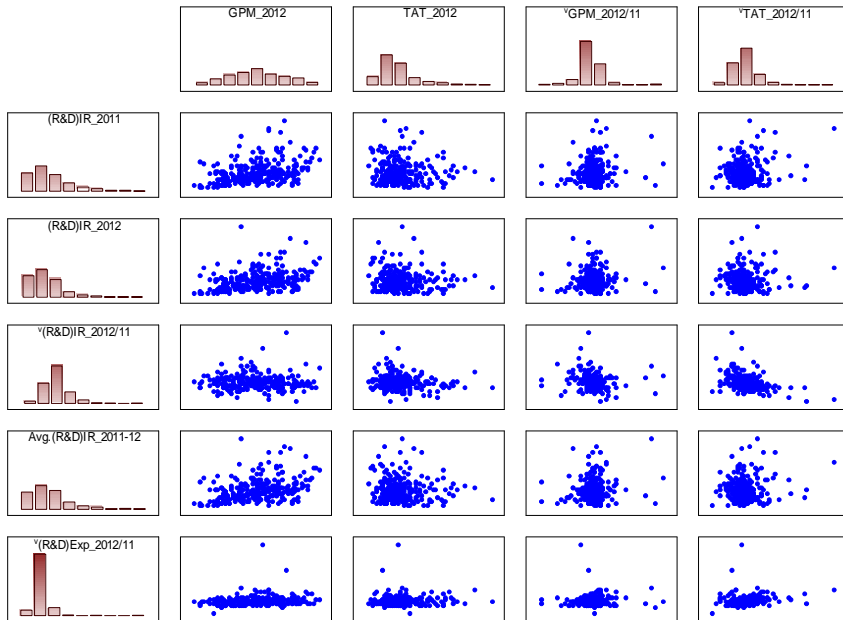 GPM_2012
TAT_2012
ᵛGPM_2012/11
ᵛTAT_2012/11
(R&D)IR_2011
(R&D)IR_2012
ᵛ(R&D)IR_2012/11
Avg.(R&D)IR_2011-12
ᵛ(R&D)Exp_2012/11